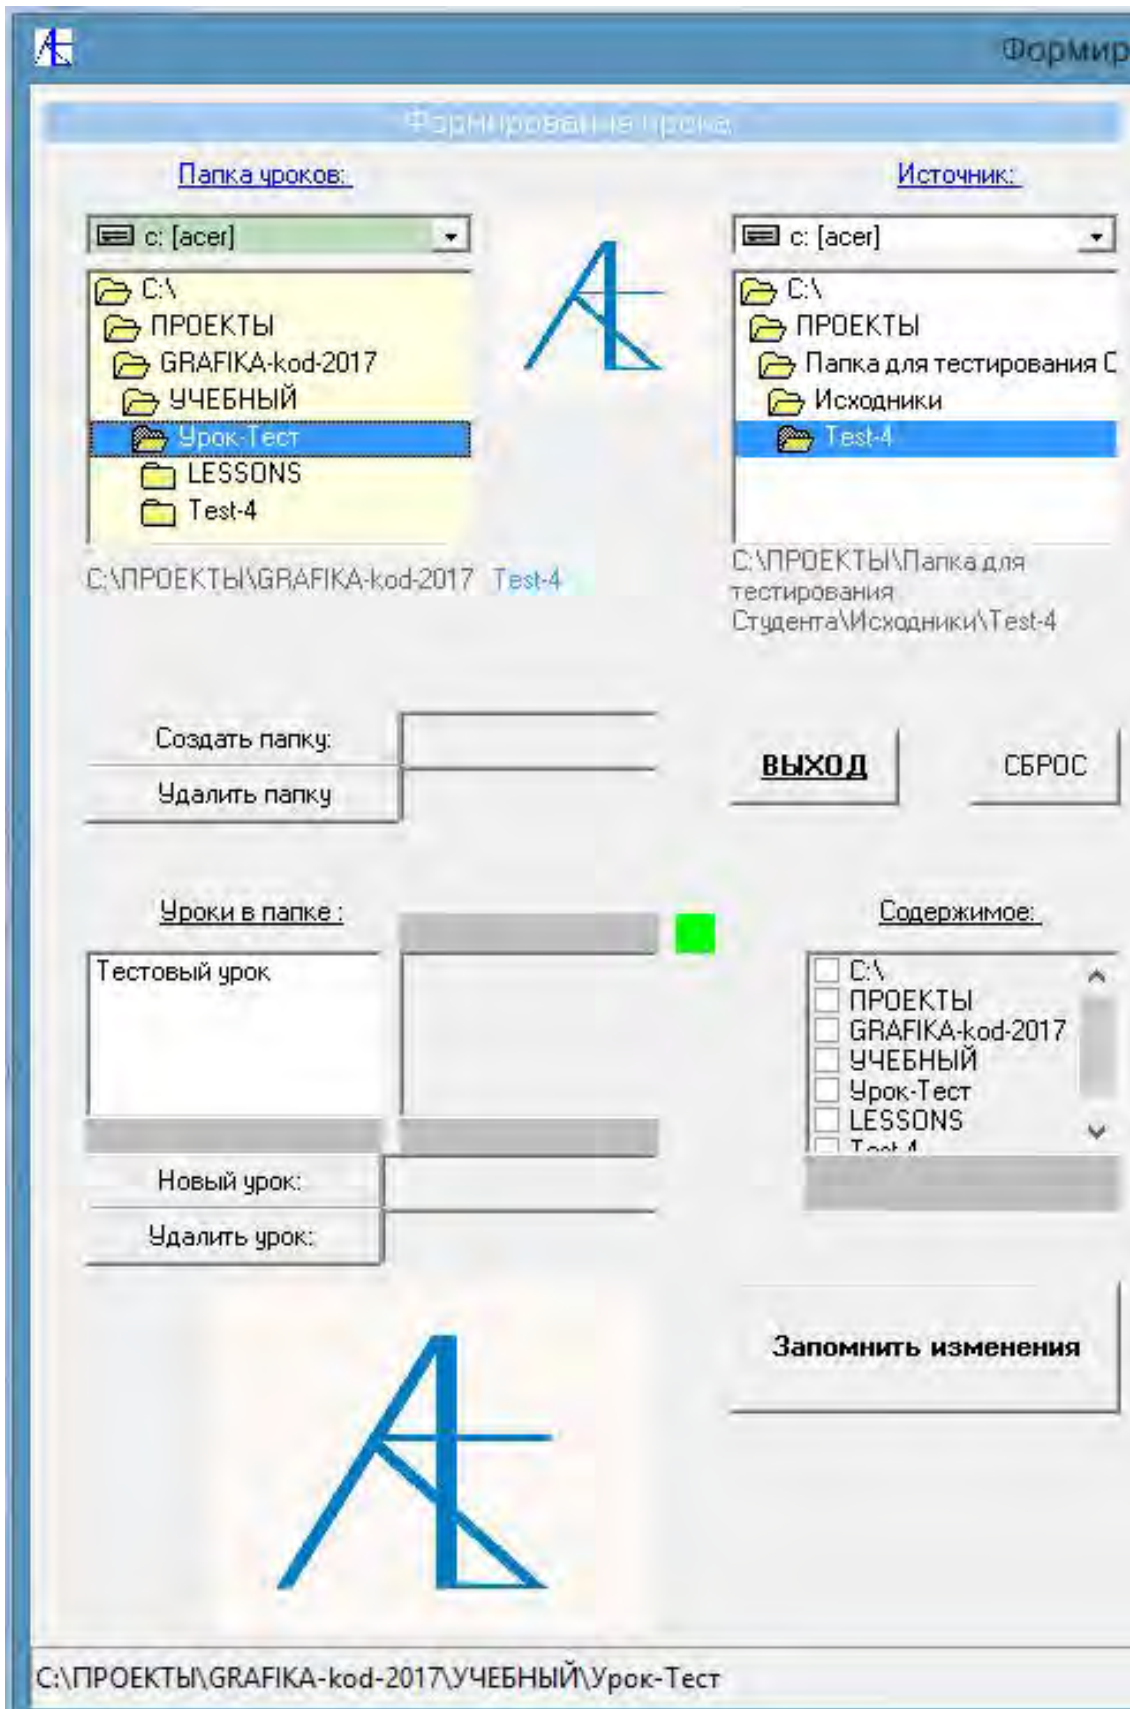 Формир
Формирование урока
Папка уроков:
Источник:
c: [acer]
c: [acer]
C:\
ПРОЕКТЫ
GRAFIKA-kod-2017
УЧЕБНЫЙ
Урок-Тест
LESSONS
Test-4
C:\
ПРОЕКТЫ
Папка для тестирования С
Исходники
Test-4
C:\ПРОЕКТЫ\GRAFIKA-kod-2017 Test-4
C:\ПРОЕКТЫ\Папка для
тестирования
Студента\Исходники\Test-4
Создать папку:
Удалить папку
ВЫХОД
СБРОС
Уроки в папке :
Тестовый урок
Содержимое:
C:\
ПРОЕКТЫ
GRAFIKA-kod-2017
УЧЕБНЫЙ
Урок-Тест
LESSONS
Test-4
Новый урок:
Удалить урок:
Запомнить изменения
C:\ПРОЕКТЫ\GRAFIKA-kod-2017\УЧЕБНЫЙ\Урок-Тест